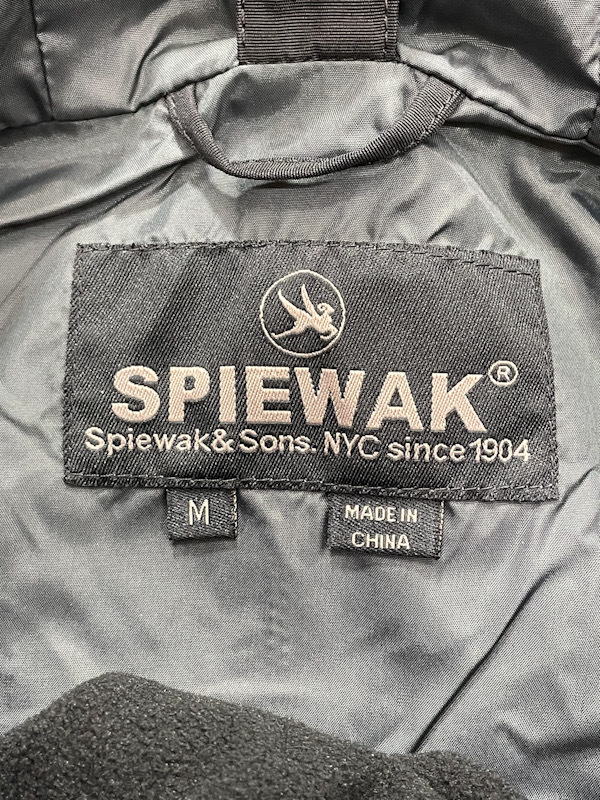 SPIEWAK®
Spiewak&Sons. NYC since 1904
M
MADE IN
CHINA